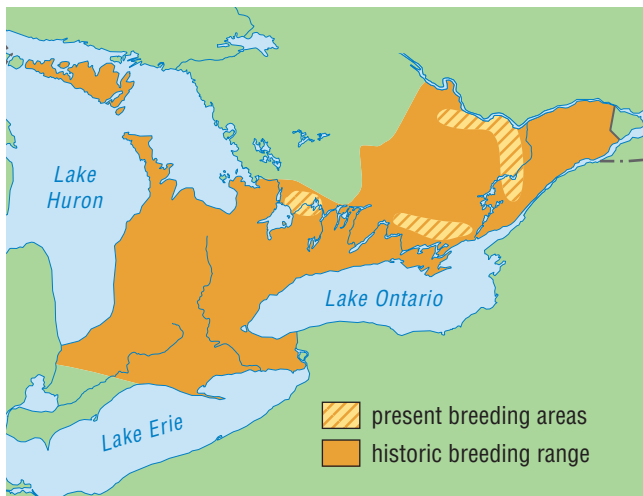 Lake
Huron
Lake Ontario
Lake Erie
present breeding areas
historic breeding range